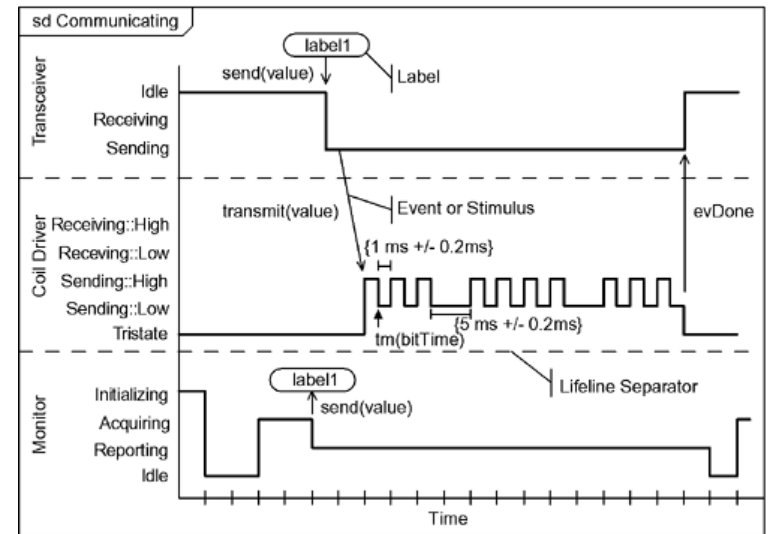 sd Communicating
label1
send(value)
Label
Transceiver
Idle
Receiving
Sending
transmit(value)
Event or Stimulus
evDone
Coil Driver
Receiving::High
Receving::Low
Sending::High
Sending::Low
Tristate
{1 ms +/- 0.2ms}
{5 ms +/- 0.2ms}
tm(bitTime)
Lifeline Separator
label1
send(value)
Monitor
Initializing
Acquiring
Reporting
Idle
Time